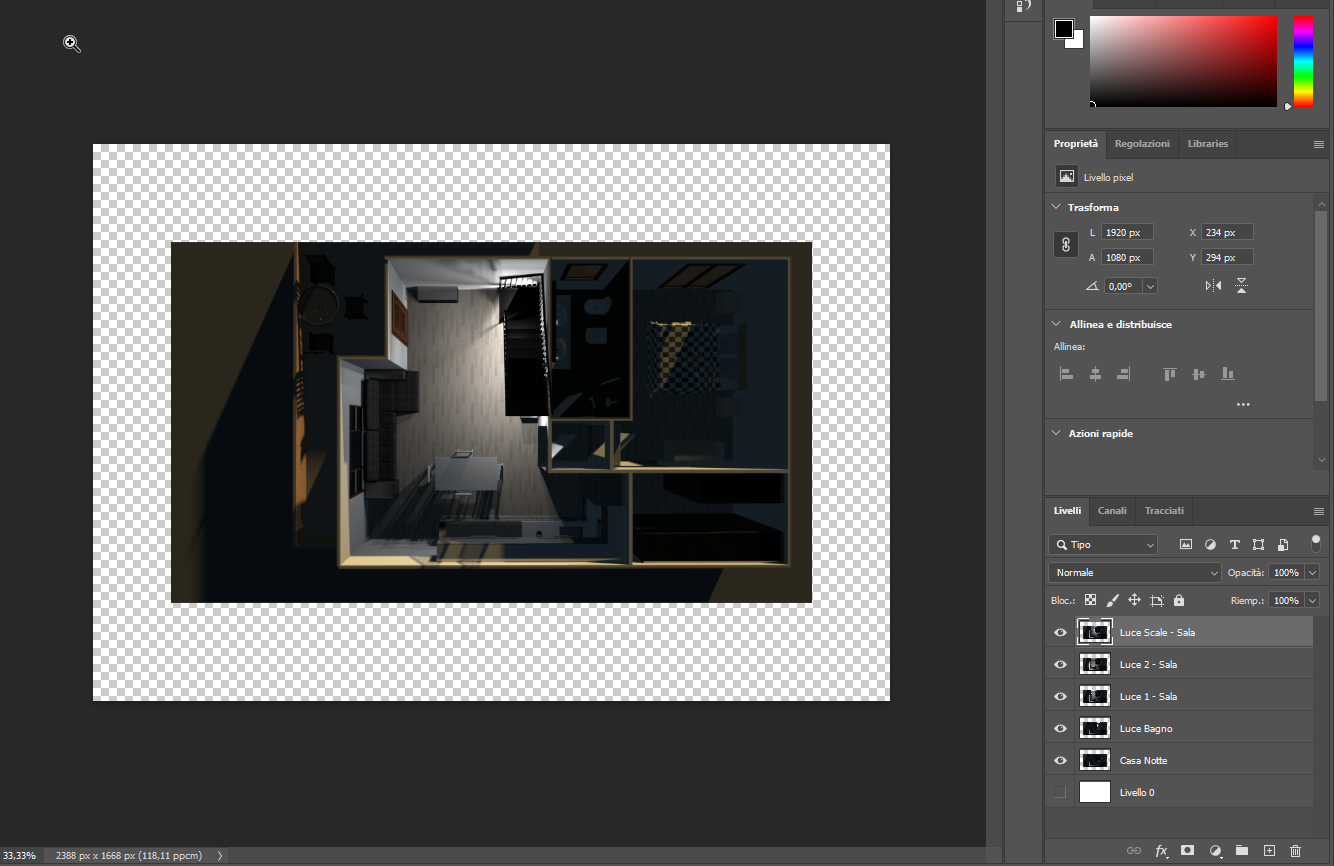 Proprietà Regolazioni Libraries
Livello pixel
Trasforma
L 1920 px X 234 px
A 1080 px Y 294 px
0,00°
Allinea e distribuisce
Allinea:
Azioni rapide
Livelli Canali Tracciati
Tipo
Normale Opacità: 100%
Bloc.: Riemp.: 100%
Luce Scale - Sala
Luce 2 - Sala
Luce 1 - Sala
Luce Bagno
Casa Notte
Livello 0
fx
33,33% 2388 px x 1668 px (118,11 ppcm)